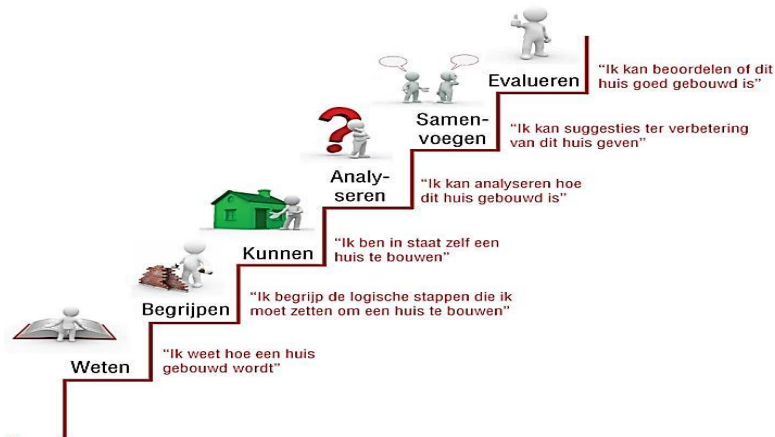 Evalueren
“Ik kan beoordelen of dit
huis goed gebouwd is”
Samen-
voegen
“Ik kan suggesties ter verbetering
van dit huis geven”
Analy-
seren
“Ik kan analyseren hoe
dit huis gebouwd is”
Kunnen
“Ik ben in staat zelf een
huis te bouwen”
Begrijpen
“Ik begrijp de logische stappen die ik
moet zetten om een huis te bouwen”
Weten
“Ik weet hoe een huis
gebouwd wordt”